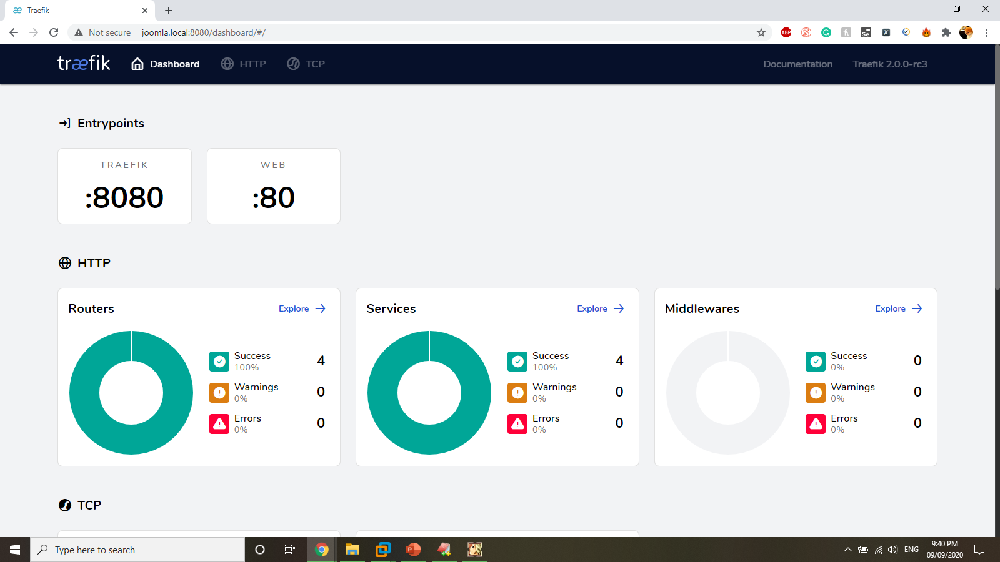 Traefik
Not secure
joomla.local:8080/dashboard/#/
ABP
Se
X
træfik
Dashboard
HTTP
TCP
Documentation
Traefik 2.0.0-rc3
Entrypoints
TRAEFIK
:8080
WEB
:80
HTTP
Routers
Explore
Success
100%
4
Warnings
0%
0
Errors
0%
0
Services
Explore
Success
100%
4
Warnings
0%
0
Errors
0%
0
Middlewares
Explore
Success
0%
0
Warnings
0%
0
Errors
0%
0
TCP
Type here to search
ENG
9:40 PM
09/09/2020